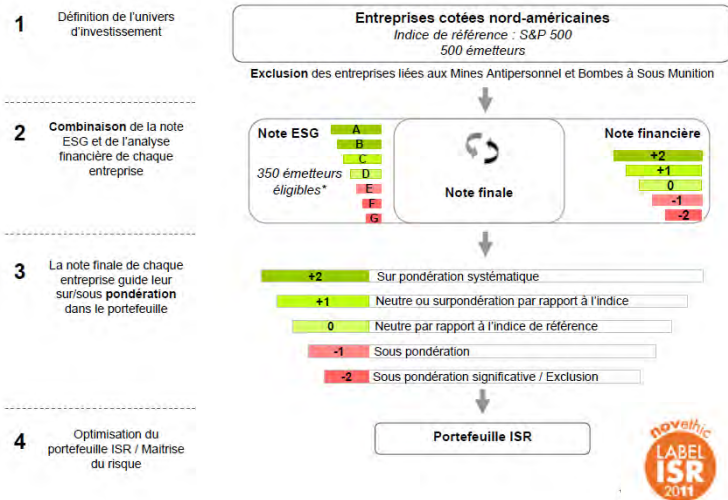 1
Définition de l'univers
d'investissement
Entreprises cotées nord-américaines
Indice de référence : S&P 500
500 émetteurs
Exclusion des entreprises liées aux Mines Antipersonnel et Bombes à Sous Munition
2
Combinaison de la note
ESG et de l'analyse
financière de chaque
entreprise
Note ESG
A
B
C
D
E
F
G
350 émetteurs
éligibles*
Note finale
Note financière
+2
+1
0
-1
-2
3
La note finale de chaque
entreprise guide leur
sur/sous pondération
dans le portefeuille
+2 Sur pondération systématique
+1 Neutre ou surpondération par rapport à l'indice
0 Neutre par rapport à l'indice de référence
-1 Sous pondération
-2 Sous pondération significative / Exclusion
4
Optimisation du
portefeuille ISR / Maitrise
du risque
Portefeuille ISR
novethic
LABEL
ISR
2011